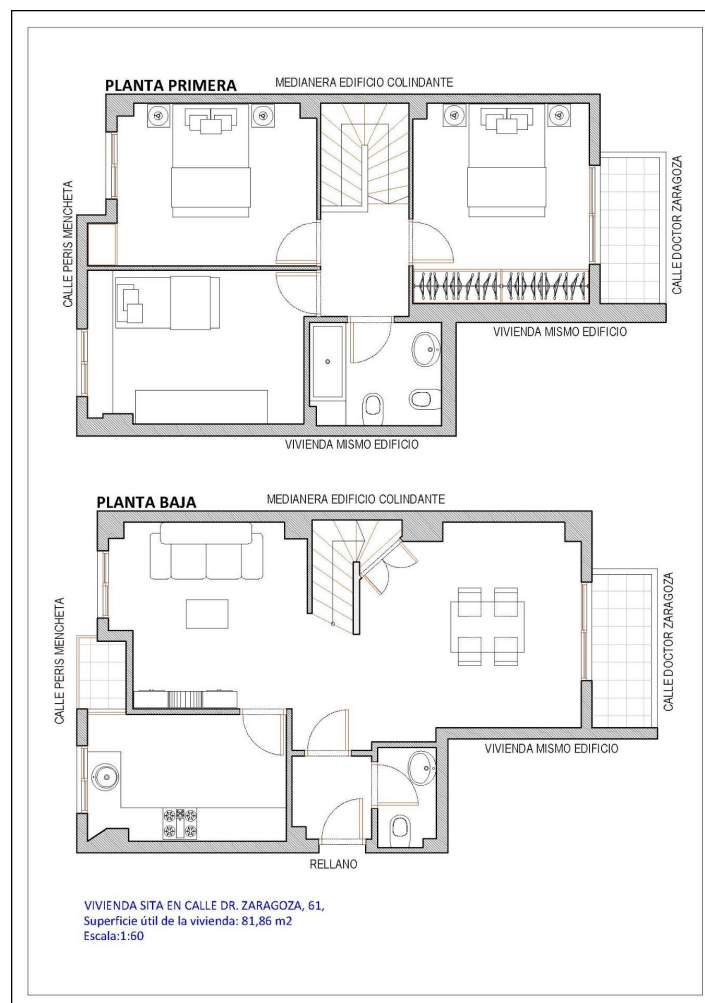 PLANTA PRIMERA
MEDIANERA EDIFICIO COLINDANTE
CALLE PERIS MENCHETA
CALLE DOCTOR ZARAGOZA
VIVIENDA MISMO EDIFICIO
VIVIENDA MISMO EDIFICIO
PLANTA BAJA
MEDIANERA EDIFICIO COLINDANTE
CALLE PERIS MENCHETA
CALLE DOCTOR ZARAGOZA
VIVIENDA MISMO EDIFICIO
RELLANO
VIVIENDA SITA EN CALLE DR. ZARAGOZA, 61,
Superficie útil de la vivienda: 81,86 m2
Escala:1:60